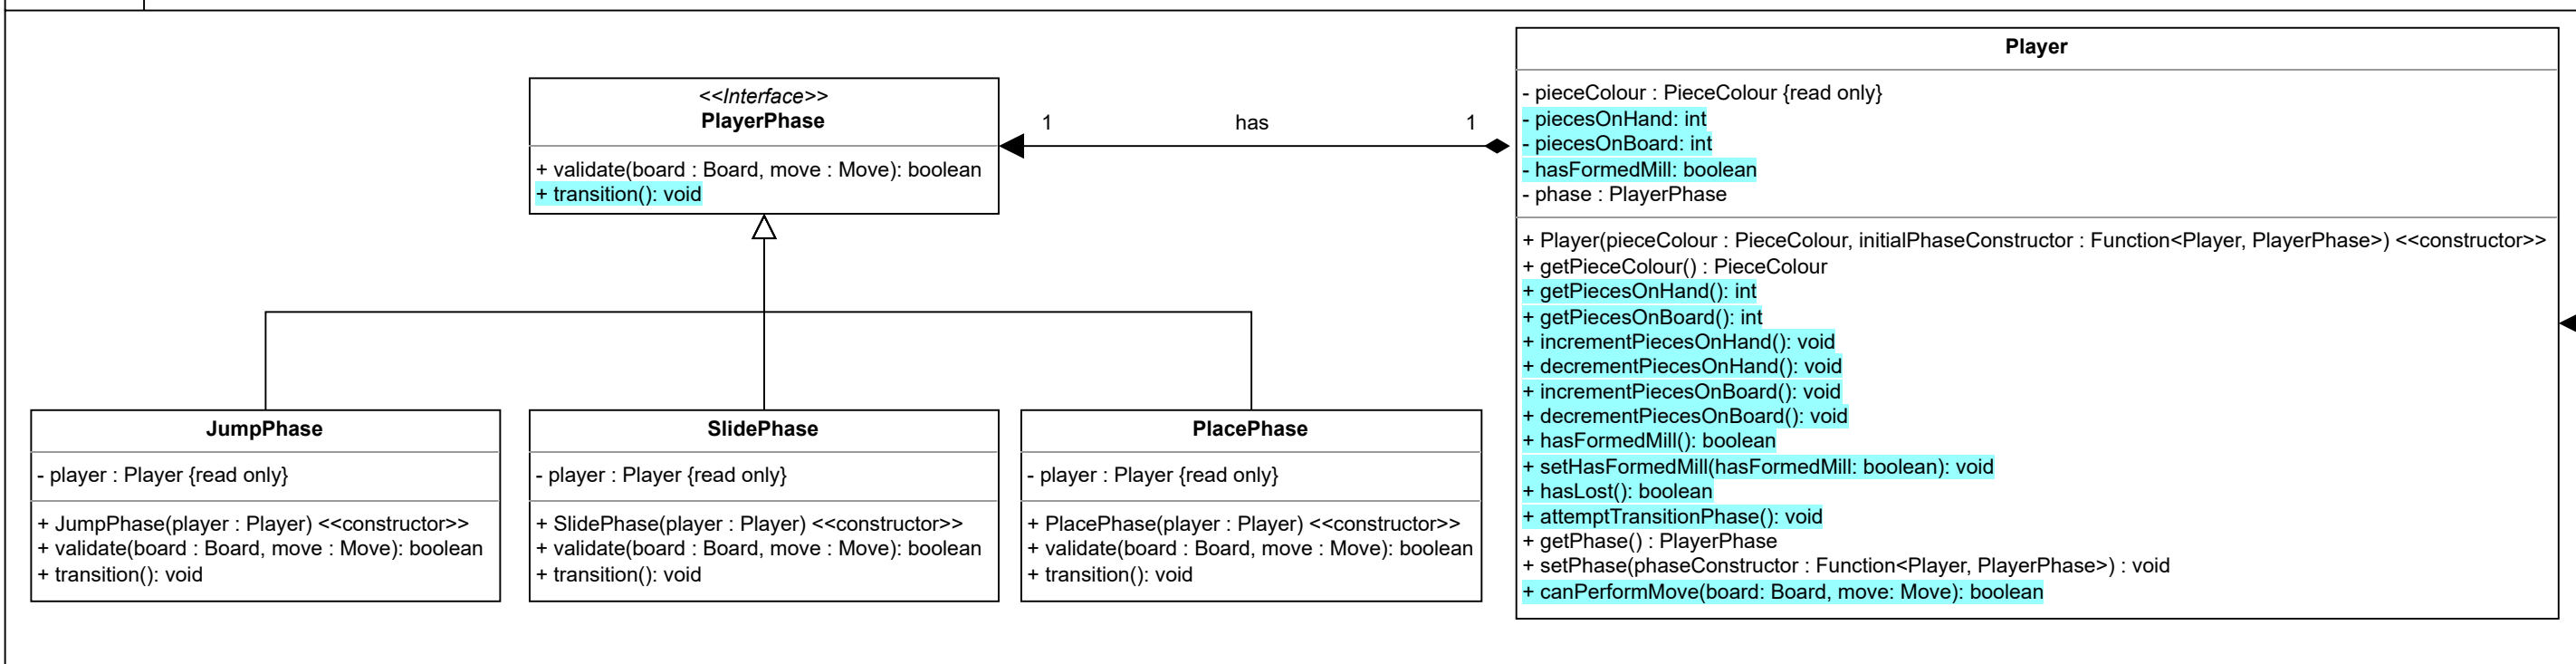 <<Interface>>
PlayerPhase
+ validate(board : Board, move : Move): boolean
+ transition(): void
1 has 1
Player
- pieceColour : PieceColour {read only}
- piecesOnHand: int
- piecesOnBoard: int
- hasFormedMill: boolean
- phase : PlayerPhase
+ Player(pieceColour : PieceColour, initialPhaseConstructor : Function<Player, PlayerPhase>) <<constructor>>
+ getPieceColour() : PieceColour
+ getPiecesOnHand(): int
+ getPiecesOnBoard(): int
+ incrementPiecesOnHand(): void
+ decrementPiecesOnHand(): void
+ incrementPiecesOnBoard(): void
+ decrementPiecesOnBoard(): void
+ hasFormedMill(): boolean
+ setHasFormedMill(hasFormedMill: boolean): void
+ hasLost(): boolean
+ attemptTransitionPhase(): void
+ getPhase() : PlayerPhase
+ setPhase(phaseConstructor : Function<Player, PlayerPhase>) : void
+ canPerformMove(board: Board, move: Move): boolean
JumpPhase
- player : Player {read only}
+ JumpPhase(player : Player) <<constructor>>
+ validate(board : Board, move : Move): boolean
+ transition(): void
SlidePhase
- player : Player {read only}
+ SlidePhase(player : Player) <<constructor>>
+ validate(board : Board, move : Move): boolean
+ transition(): void
PlacePhase
- player : Player {read only}
+ PlacePhase(player : Player) <<constructor>>
+ validate(board : Board, move : Move): boolean
+ transition(): void